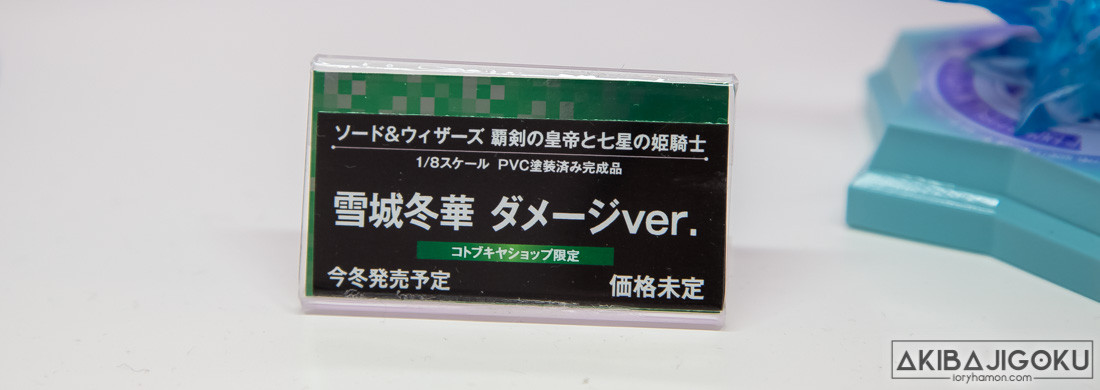 ソード&ウィザーズ 覇剣の皇帝と七星の姫騎士
1/8スケール PVC塗装済み完成品
雪城冬華 ダメージver.
コトブキヤショップ限定
今冬発売予定 価格未定
AKIBAJIGOKU
ioryhamon.com